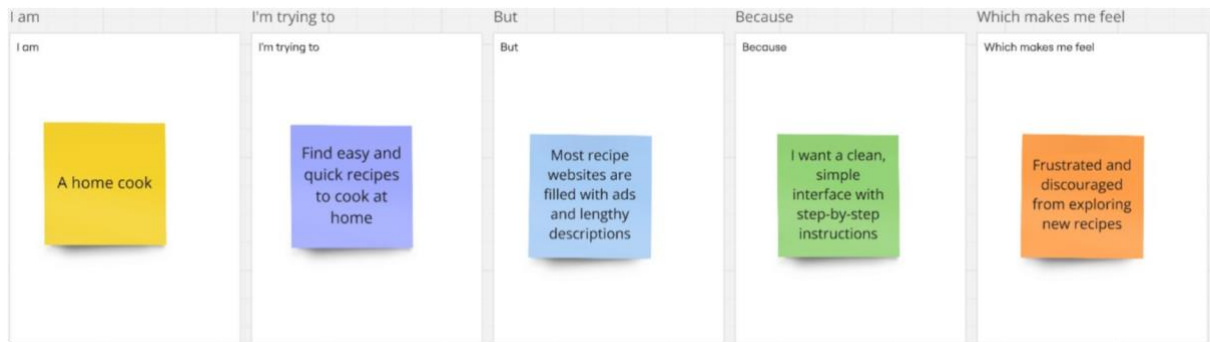 I am
I'm trying to
But
Because
Which makes me feel
I am
I'm trying to
But
Because
Which makes me feel
A home cook
Find easy and
quick recipes
to cook at
home
Most recipe
websites are
filled with ads
and lengthy
descriptions
I want a clean,
simple
interface with
step-by-step
instructions
Frustrated and
discouraged
from exploring
new recipes